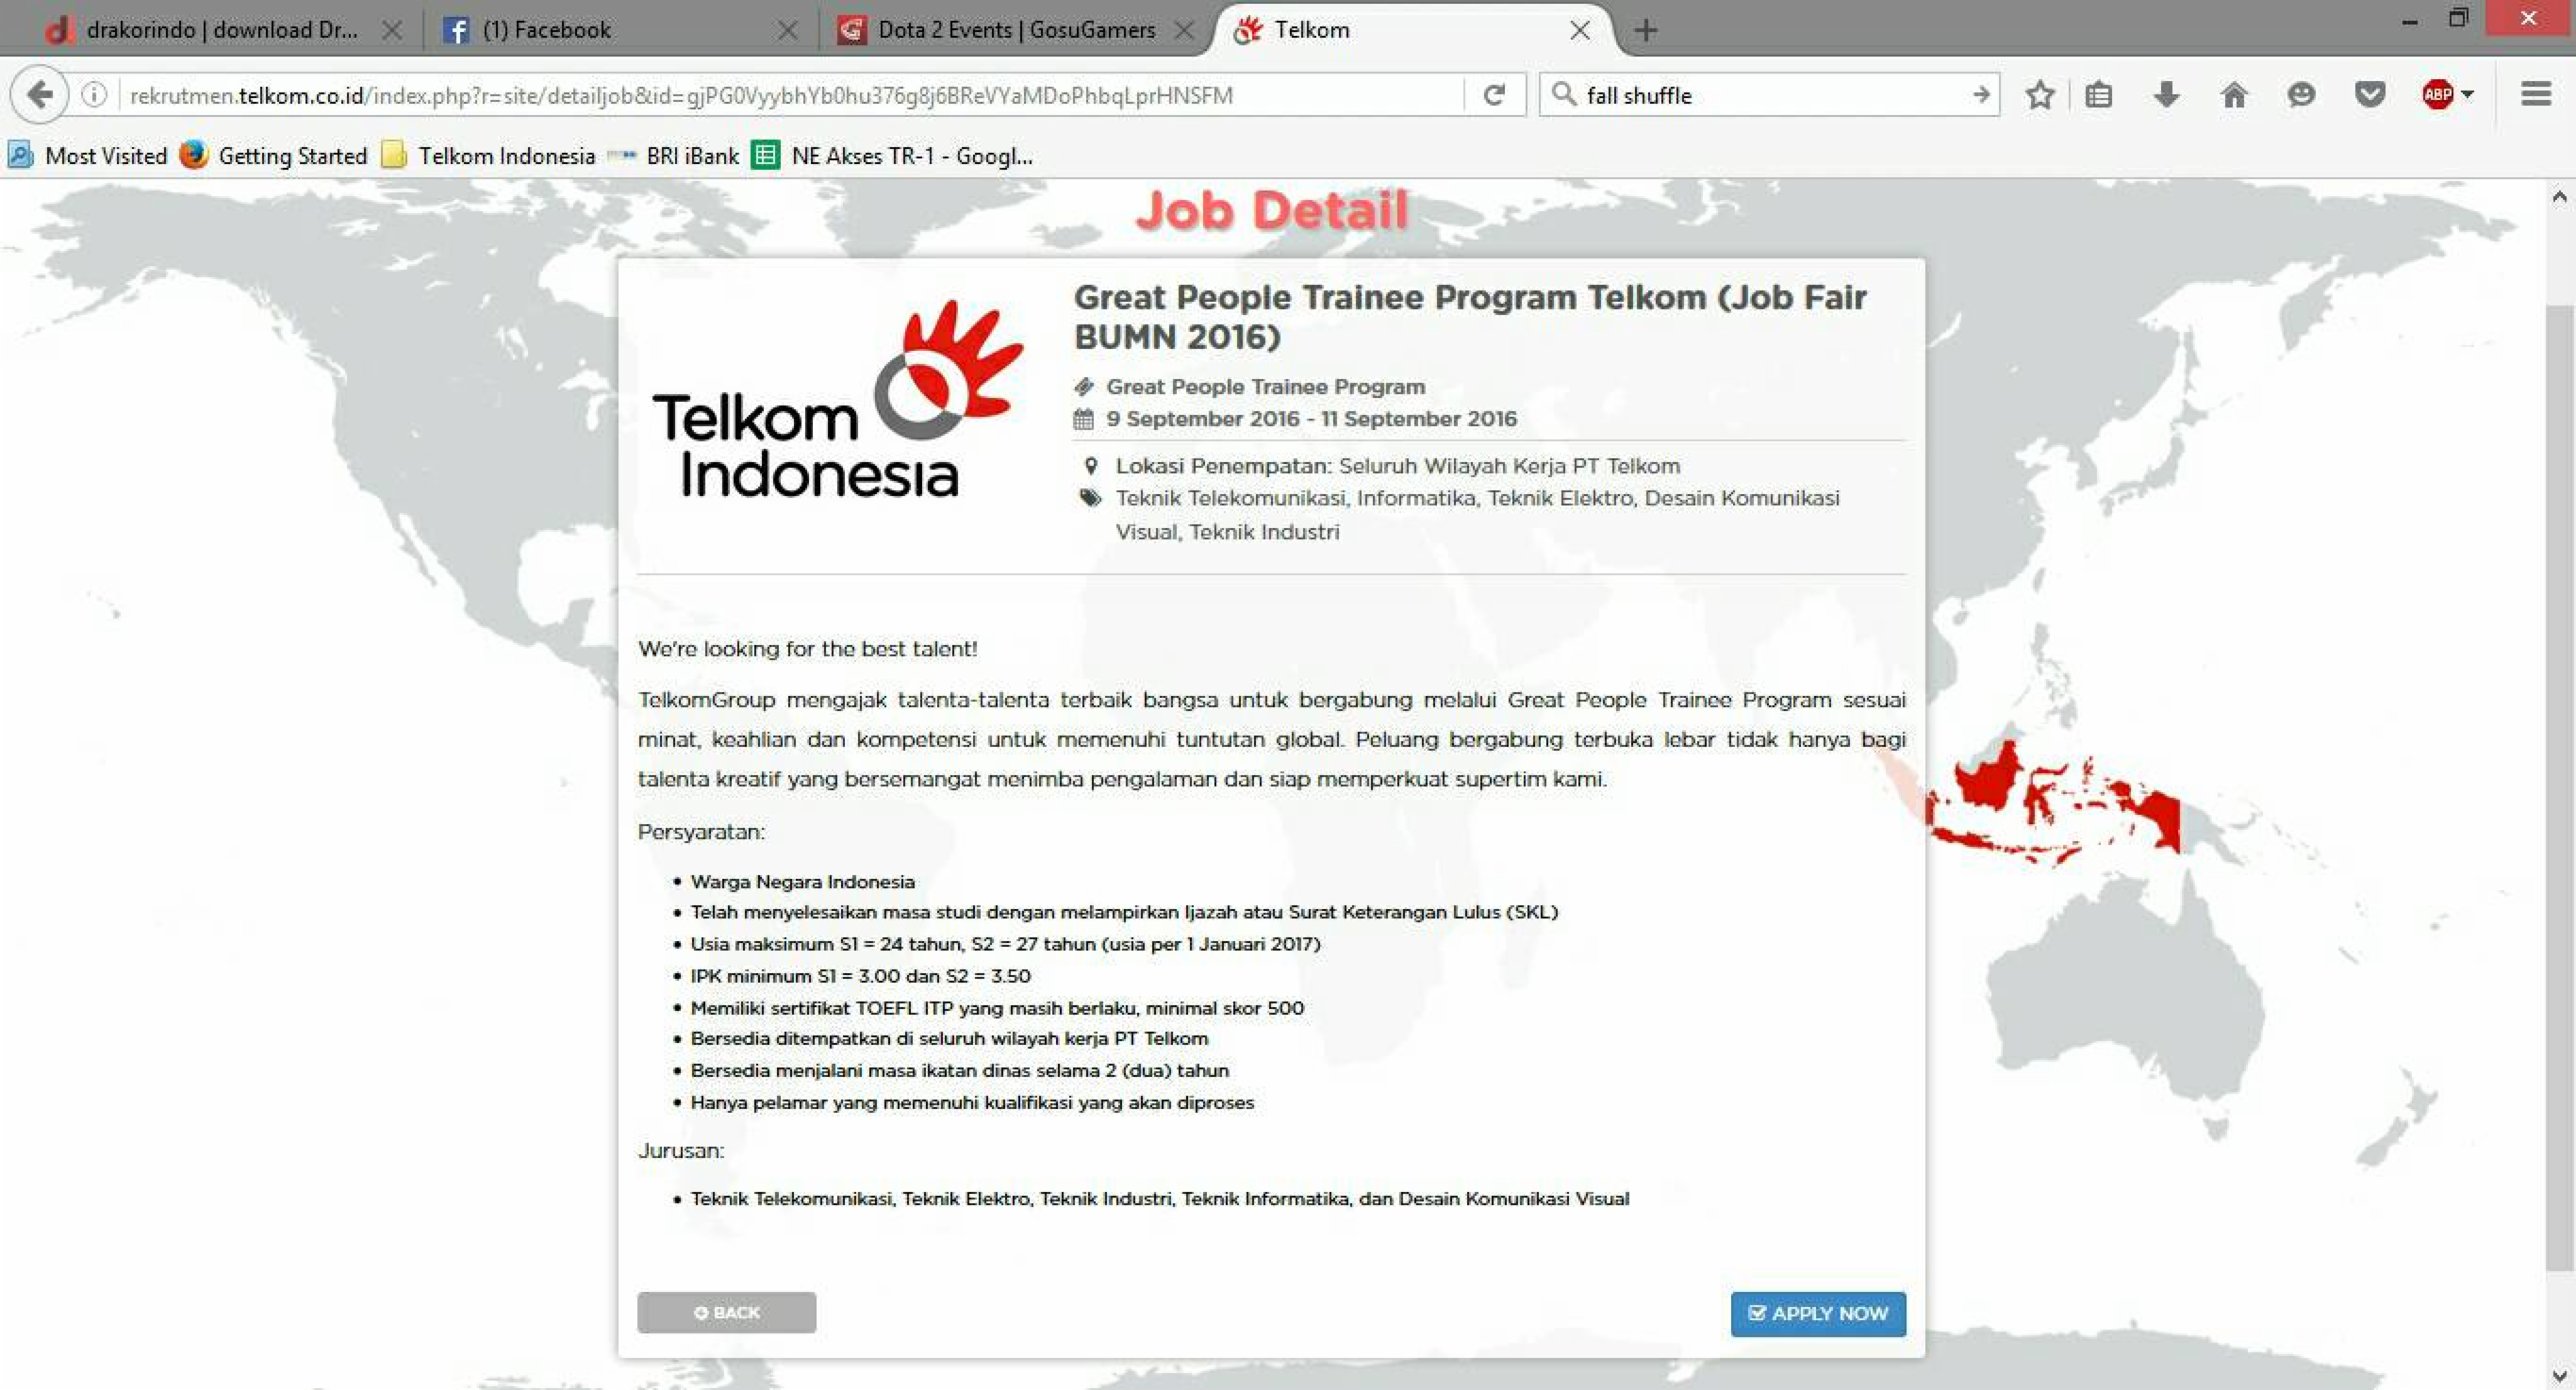 drakorindo | download Dr...
(1) Facebook
Dota 2 Events | GosuGamers
Telkom
rekrutmen.telkom.co.id/index.php?r=site/detailjob&id=gjPG0VyybhYb0hu376g8j6BReVYaMDoPhbqLprHNSFM
fall shuffle
ABP
Most Visited
Getting Started
Telkom Indonesia
BRI iBank
NE Akses TR-1 - Googl...
Job Detail
Telkom
Indonesia
Great People Trainee Program Telkom (Job Fair
BUMN 2016)
Great People Trainee Program
9 September 2016 - 11 September 2016
Lokasi Penempatan: Seluruh Wilayah Kerja PT Telkom
Teknik Telekomunikasi, Informatika, Teknik Elektro, Desain Komunikasi
Visual, Teknik Industri
We're looking for the best talent!
TelkomGroup mengajak talenta-talenta terbaik bangsa untuk bergabung melalui Great People Trainee Program sesuai
minat, keahlian dan kompetensi untuk memenuhi tuntutan global. Peluang bergabung terbuka lebar tidak hanya bagi
talenta kreatif yang bersemangat menimba pengalaman dan siap memperkuat supertim kami.
Persyaratan:
• Warga Negara Indonesia
• Telah menyelesaikan masa studi dengan melampirkan Ijazah atau Surat Keterangan Lulus (SKL)
• Usia maksimum S1 = 24 tahun, S2 = 27 tahun (usia per 1 Januari 2017)
• IPK minimum S1 = 3.00 dan S2 = 3.50
• Memiliki sertifikat TOEFL ITP yang masih berlaku, minimal skor 500
• Bersedia ditempatkan di seluruh wilayah kerja PT Telkom
• Bersedia menjalani masa ikatan dinas selama 2 (dua) tahun
• Hanya pelamar yang memenuhi kualifikasi yang akan diproses
Jurusan:
• Teknik Telekomunikasi, Teknik Elektro, Teknik Industri, Teknik Informatika, dan Desain Komunikasi Visual
BACK
APPLY NOW